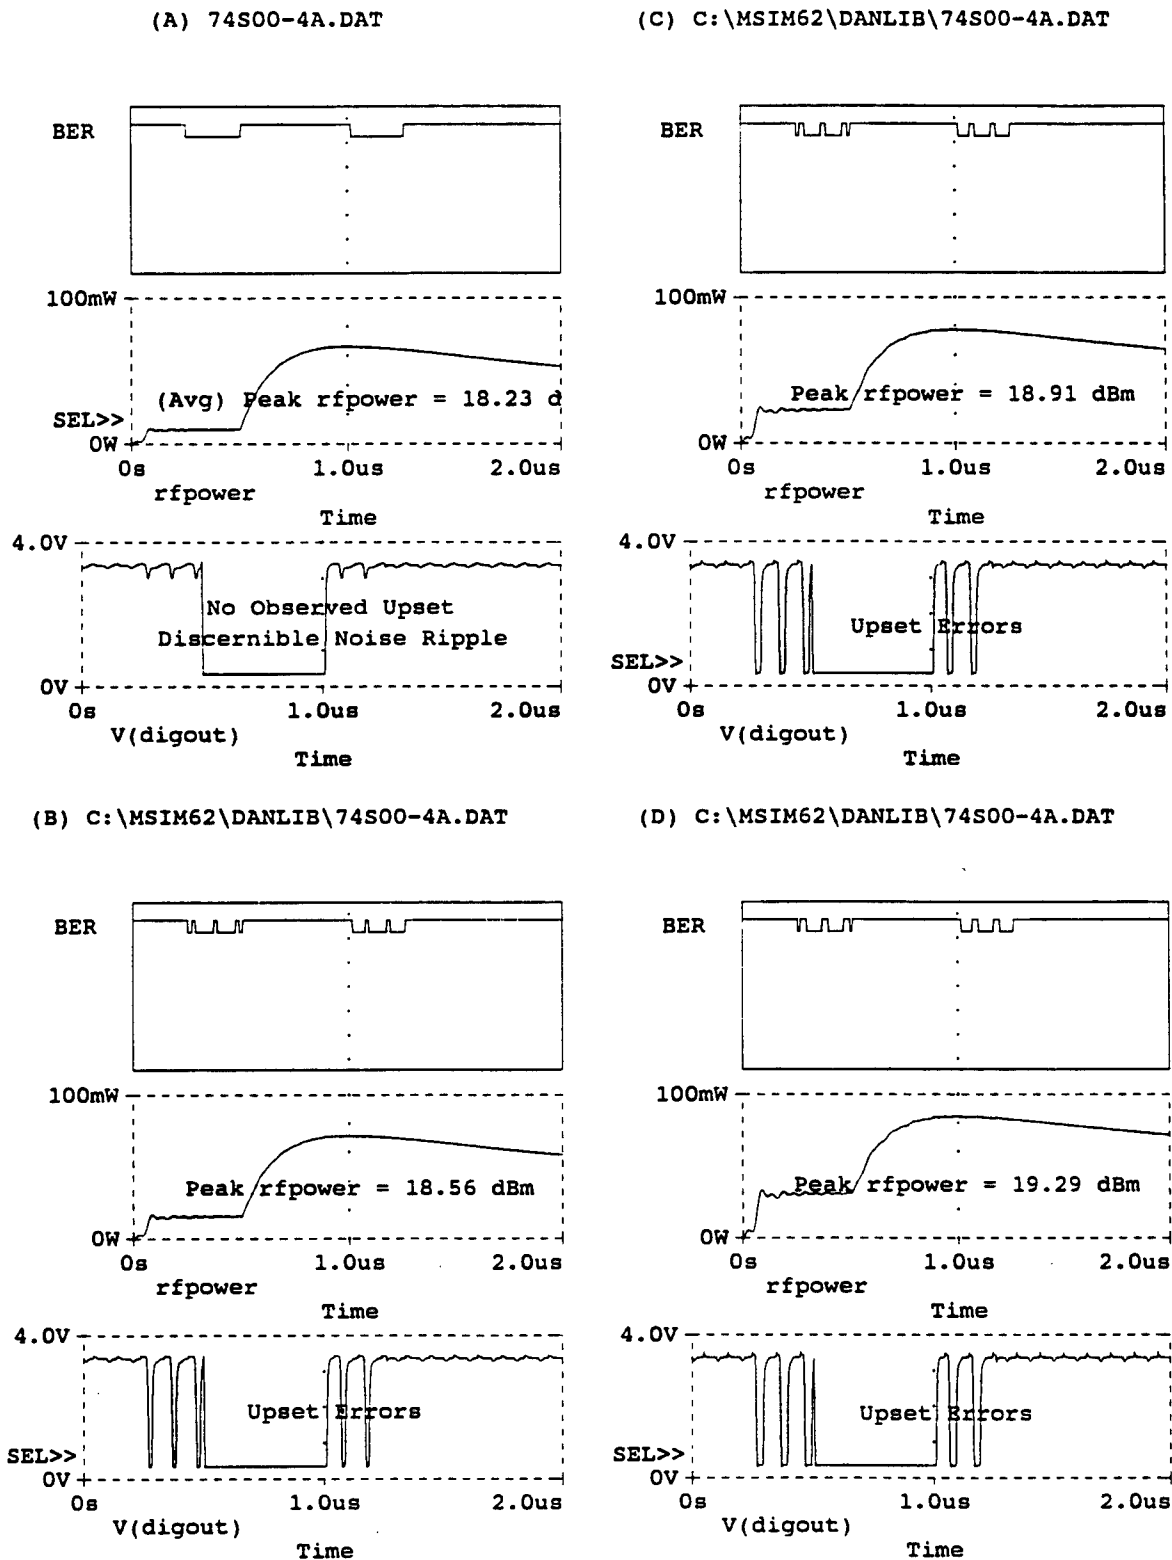 (A) 74S00-4A.DAT
BER
100mW
(Avg) Peak rfpower = 18.23 d
SEL>>
0W
0s 1.0us 2.0us
rfpower
Time
4.0V
No Observed Upset
Discernible Noise Ripple
0V
0s 1.0us 2.0us
V(digout)
Time
(C) C:\MSIM62\DANLIB\74S00-4A.DAT
BER
100mW
Peak rfpower = 18.91 dBm
0W
0s 1.0us 2.0us
rfpower
Time
4.0V
Upset Errors
SEL>>
0V
0s 1.0us 2.0us
V(digout)
Time
(B) C:\MSIM62\DANLIB\74S00-4A.DAT
BER
100mW
Peak rfpower = 18.56 dBm
0W
0s 1.0us 2.0us
rfpower
Time
4.0V
Upset Errors
SEL>>
0V
0s 1.0us 2.0us
V(digout)
Time
(D) C:\MSIM62\DANLIB\74S00-4A.DAT
BER
100mW
Peak rfpower = 19.29 dBm
0W
0s 1.0us 2.0us
rfpower
Time
4.0V
Upset Errors
SEL>>
0V
0s 1.0us 2.0us
V(digout)
Time